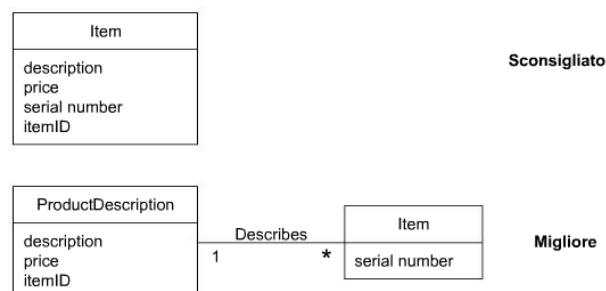 Item
description
price
serial number
itemID
Sconsigliato
ProductDescription
description
price
itemID
Describes
1
*
Item
serial number
Migliore